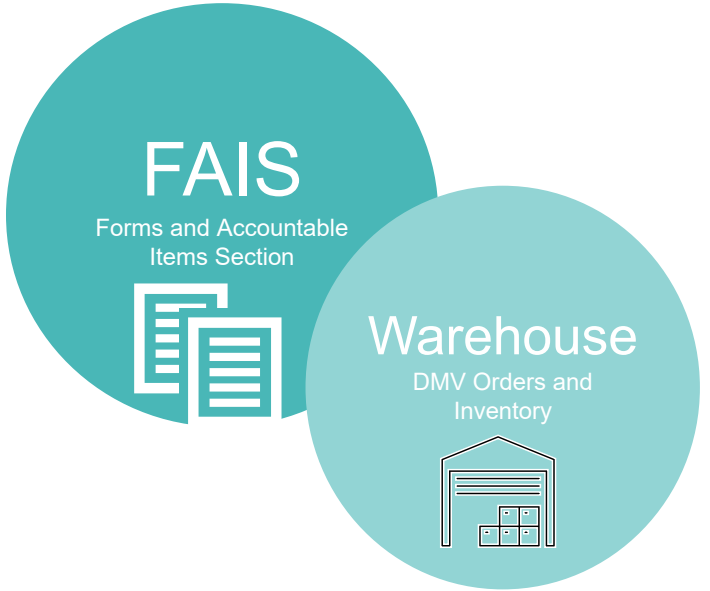 FAIS
Forms and Accountable
Items Section
Warehouse
DMV Orders and
Inventory